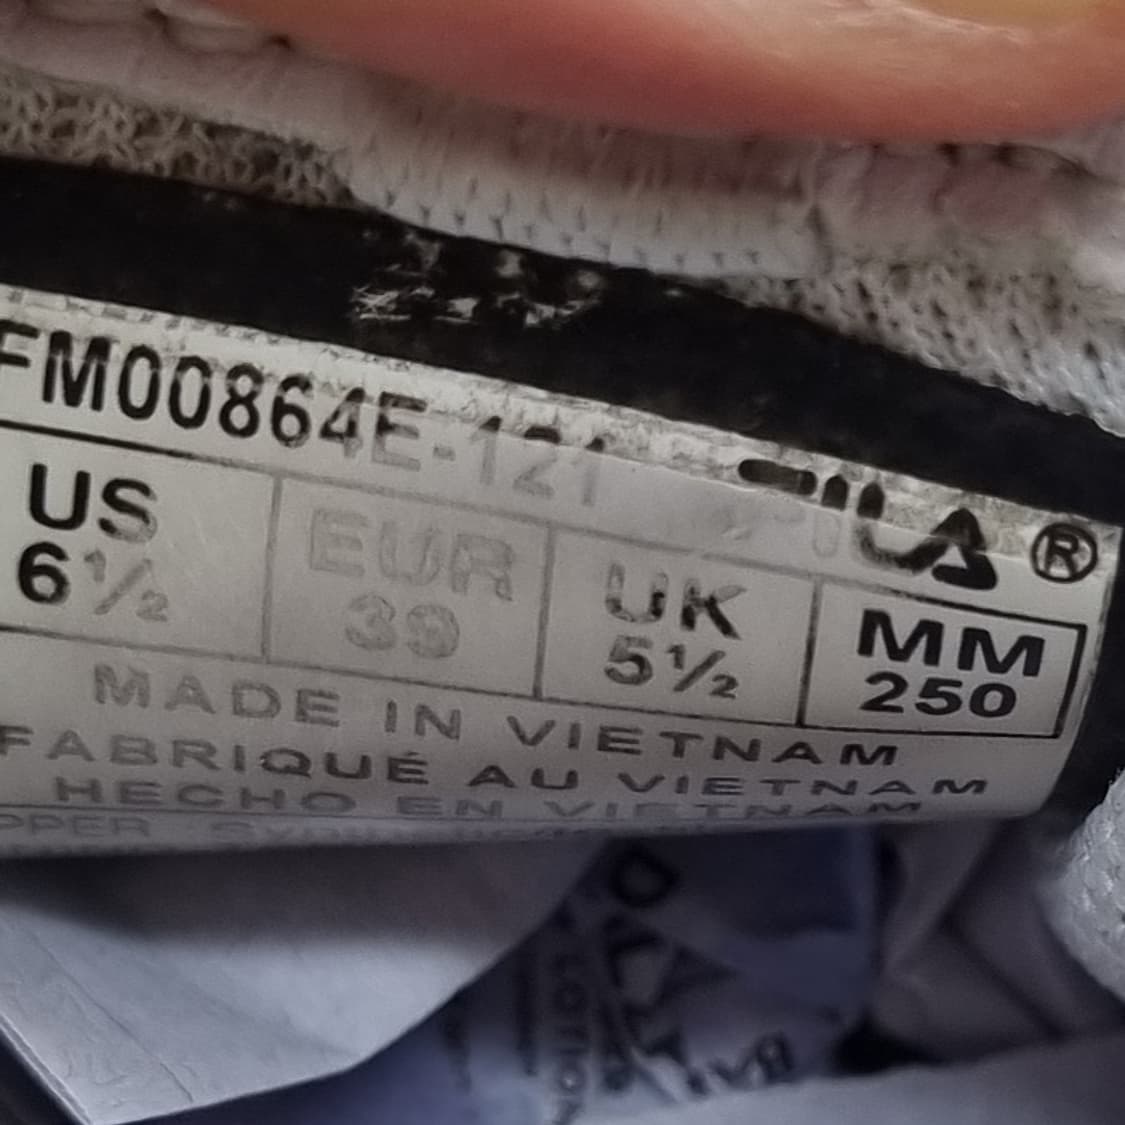 FM00864E-121
FILA®
US EUR UK MM
6½ 39 5½ 250
MADE IN VIETNAM
FABRIQUÉ AU VIETNAM
HECHO EN VIETNAM